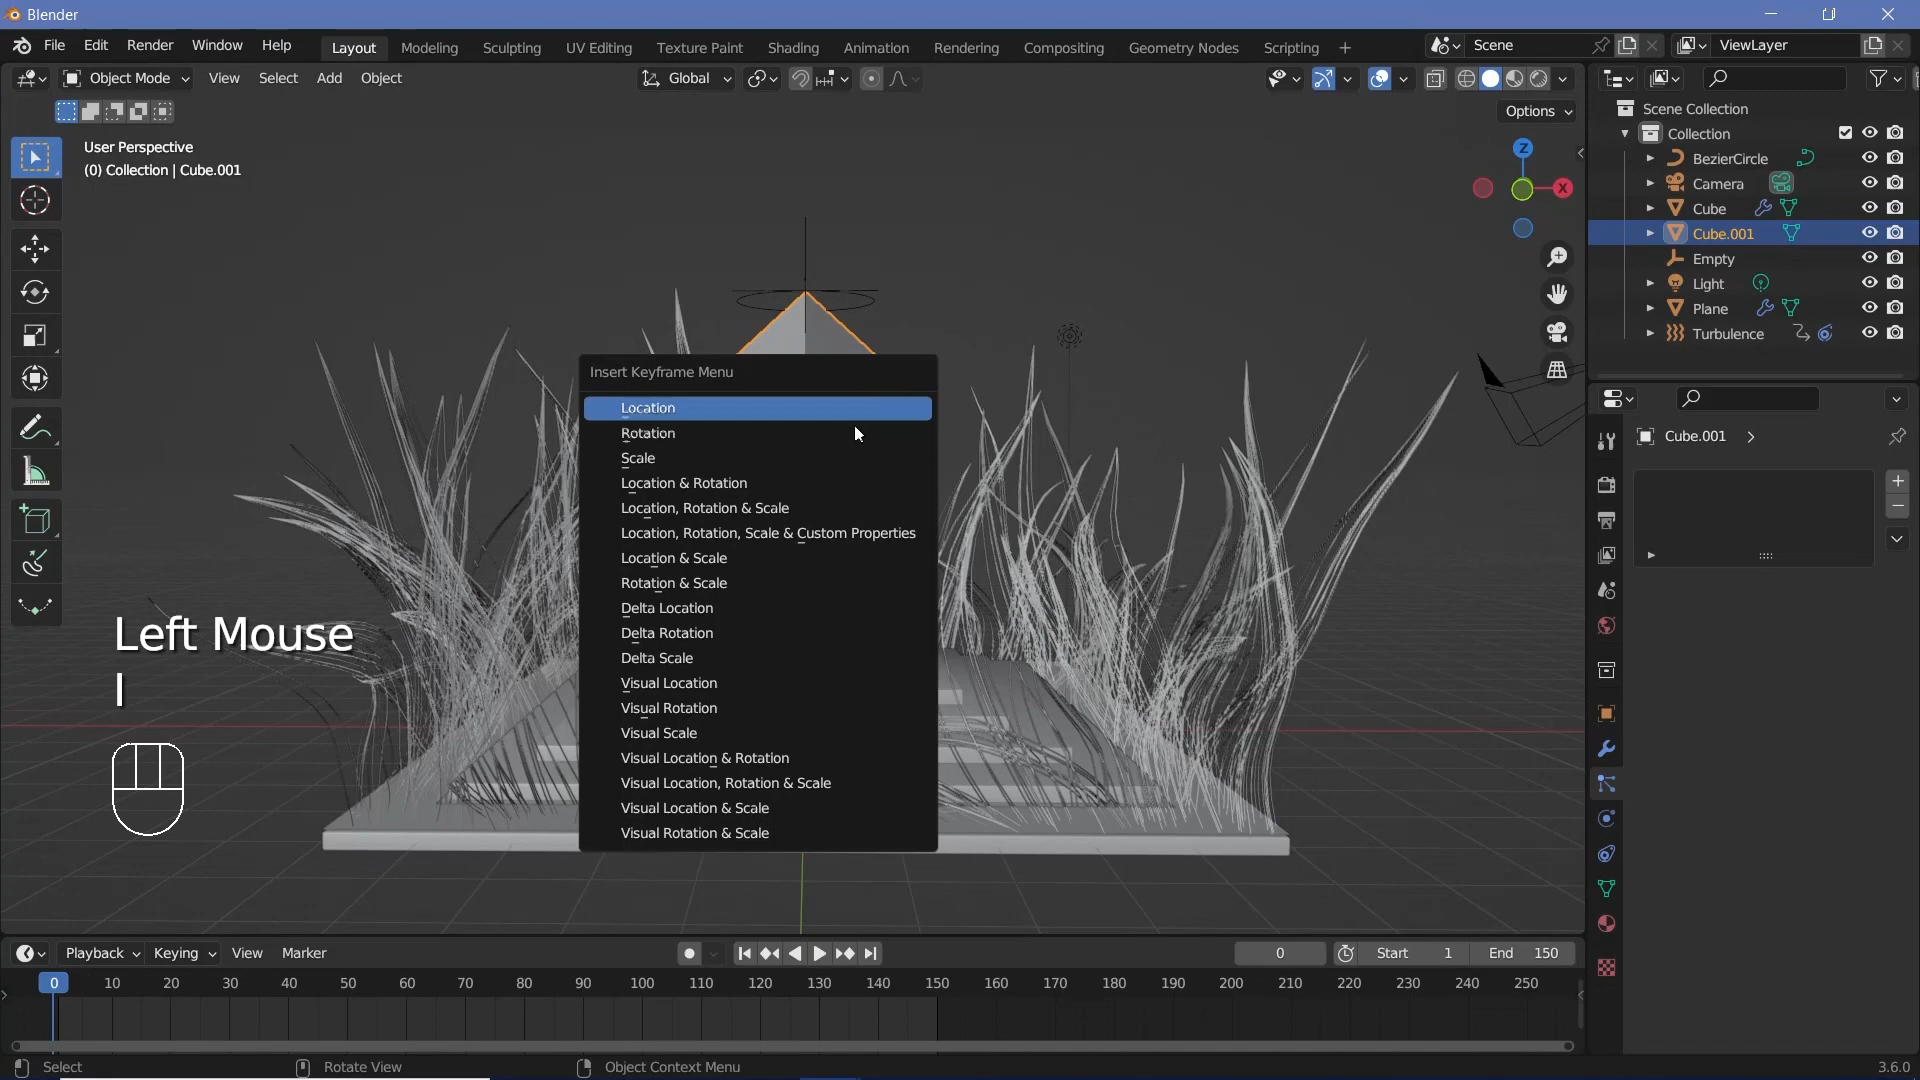 Blender
File Edit Render Window Help Layout Modeling Sculpting UV Editing Texture Paint Shading Animation Rendering Compositing Geometry Nodes Scripting + Scene ViewLayer
Object Mode View Select Add Object Global
Options
User Perspective
(0) Collection | Cube.001
Z
X
Scene Collection
Collection
BezierCircle
Camera
Cube
Cube.001
Empty
Light
Plane
Turbulence
Cube.001
Insert Keyframe Menu
Location
Rotation
Scale
Location & Rotation
Location, Rotation & Scale
Location, Rotation, Scale & Custom Properties
Location & Scale
Rotation & Scale
Delta Location
Delta Rotation
Delta Scale
Visual Location
Visual Rotation
Visual Scale
Visual Location & Rotation
Visual Location, Rotation & Scale
Visual Location & Scale
Visual Rotation & Scale
Left Mouse
I
Playback Keying View Marker 0 Start 1 End 150
0 10 20 30 40 50 60 70 80 90 100 110 120 130 140 150 160 170 180 190 200 210 220 230 240 250
Select Rotate View Object Context Menu 3.6.0